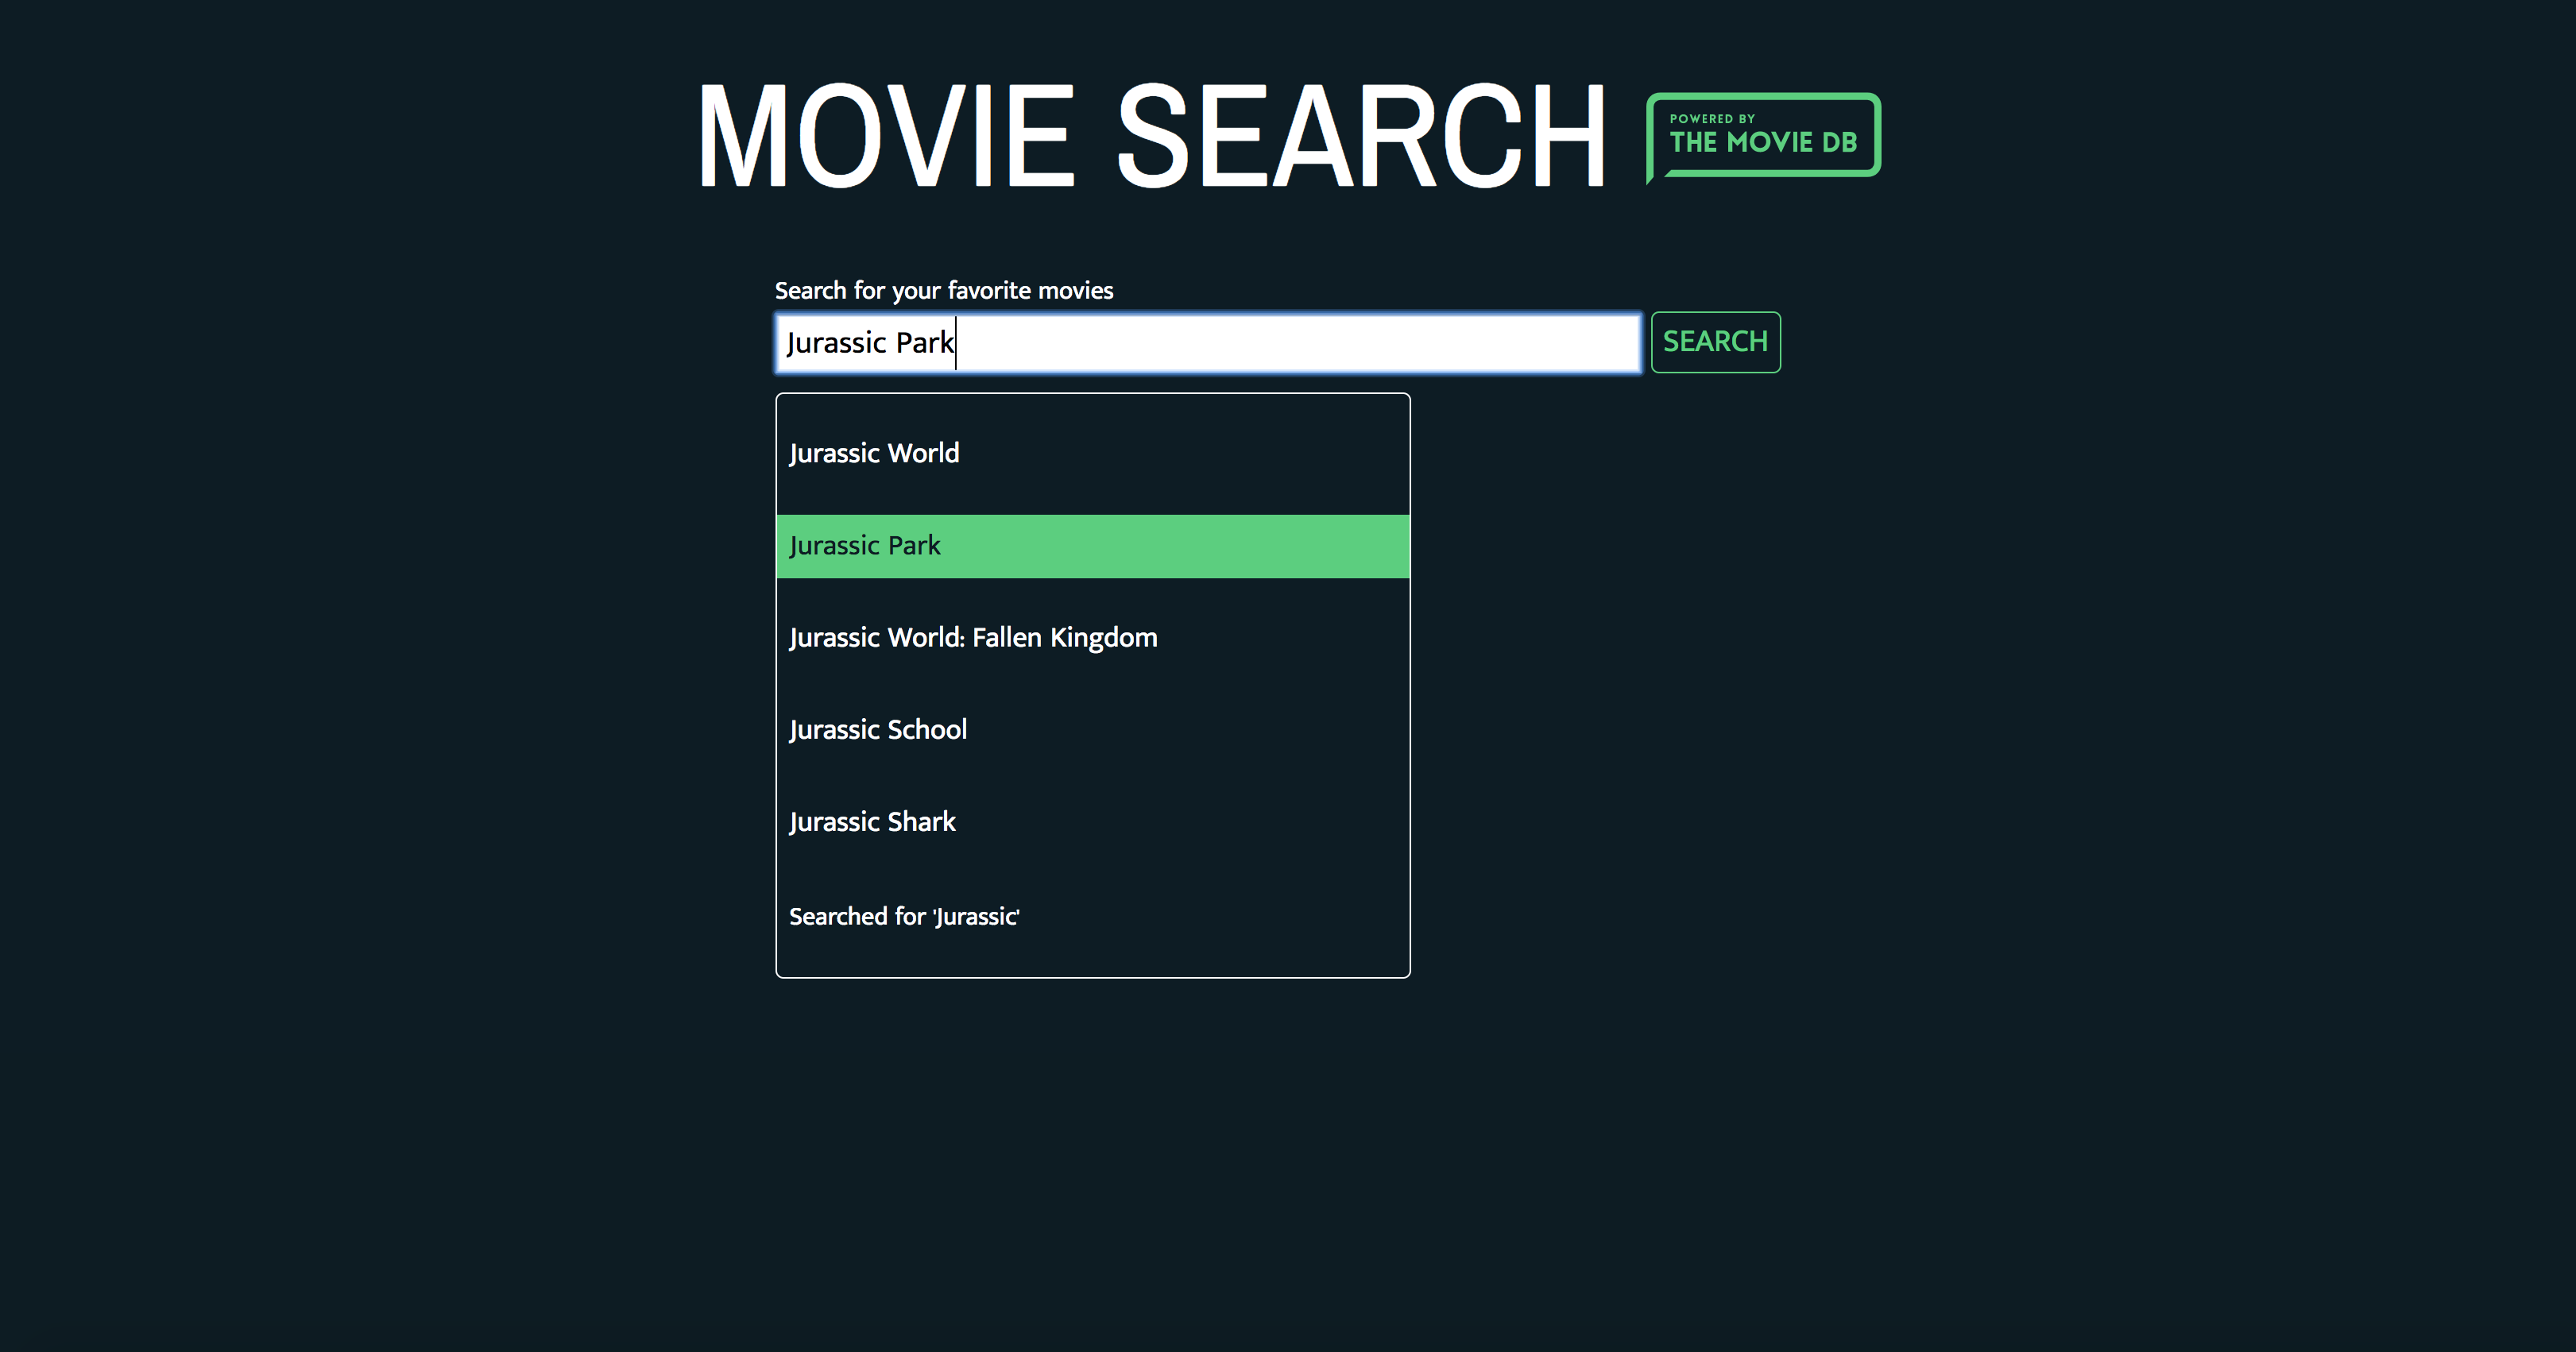 MOVIE SEARCH
POWERED BY
THE MOVIE DB
Search for your favorite movies
Jurassic Park
SEARCH
Jurassic World
Jurassic Park
Jurassic World: Fallen Kingdom
Jurassic School
Jurassic Shark
Searched for 'Jurassic'